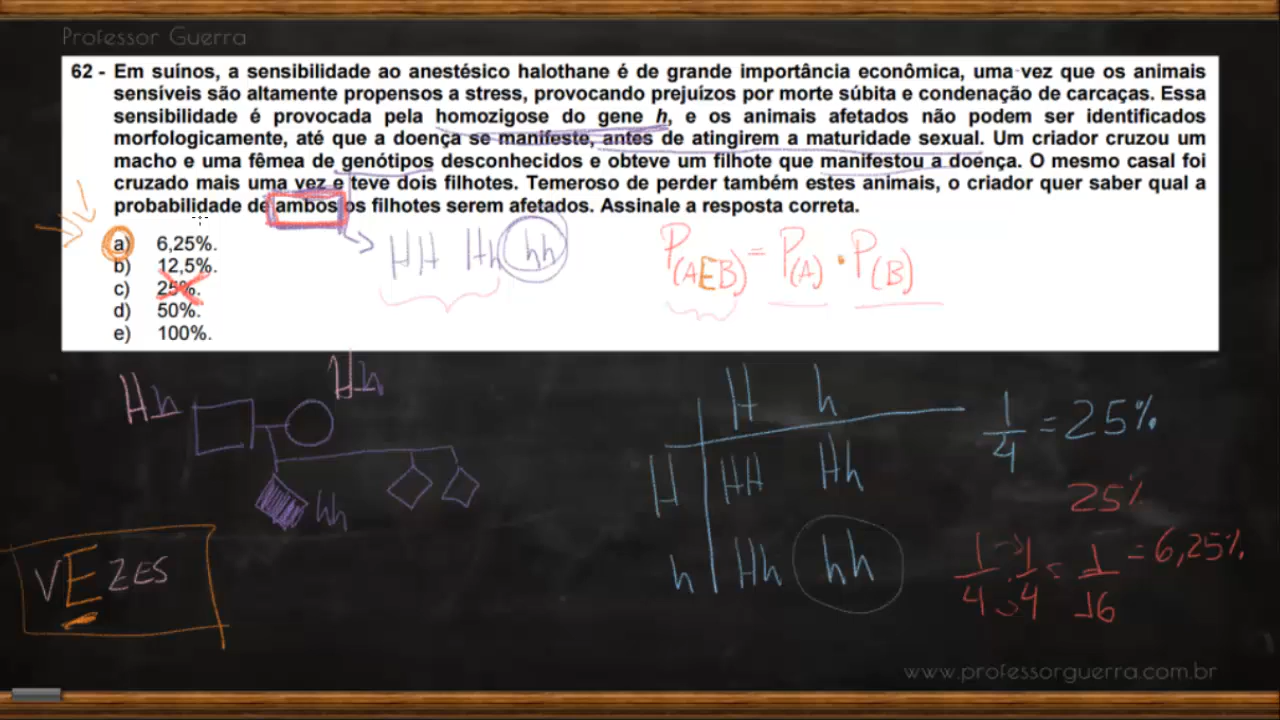 Professor Guerra
62 - Em suínos, a sensibilidade ao anestésico halothane é de grande importância econômica, uma vez que os animais
sensíveis são altamente propensos a stress, provocando prejuízos por morte súbita e condenação de carcaças. Essa
sensibilidade é provocada pela homozigose do gene h, e os animais afetados não podem ser identificados
morfologicamente, até que a doença se manifeste, antes de atingirem a maturidade sexual. Um criador cruzou um
macho e uma fêmea de genótipos desconhecidos e obteve um filhote que manifestou a doença. O mesmo casal foi
cruzado mais uma vez e teve dois filhotes. Temeroso de perder também estes animais, o criador quer saber qual a
probabilidade de ambos os filhotes serem afetados. Assinale a resposta correta.
a) 6,25%.
b) 12,5%.
c) 25%.
d) 50%.
e) 100%.
HH Hh hh
P(AEB) = P(A) · P(B)
Hh Hh
hh
VEZES
H h
H HH Hh
h Hh hh
1/4 = 25%
25%
1/4 · 1/4 = 1/16 = 6,25%
www.professorguerra.com.br